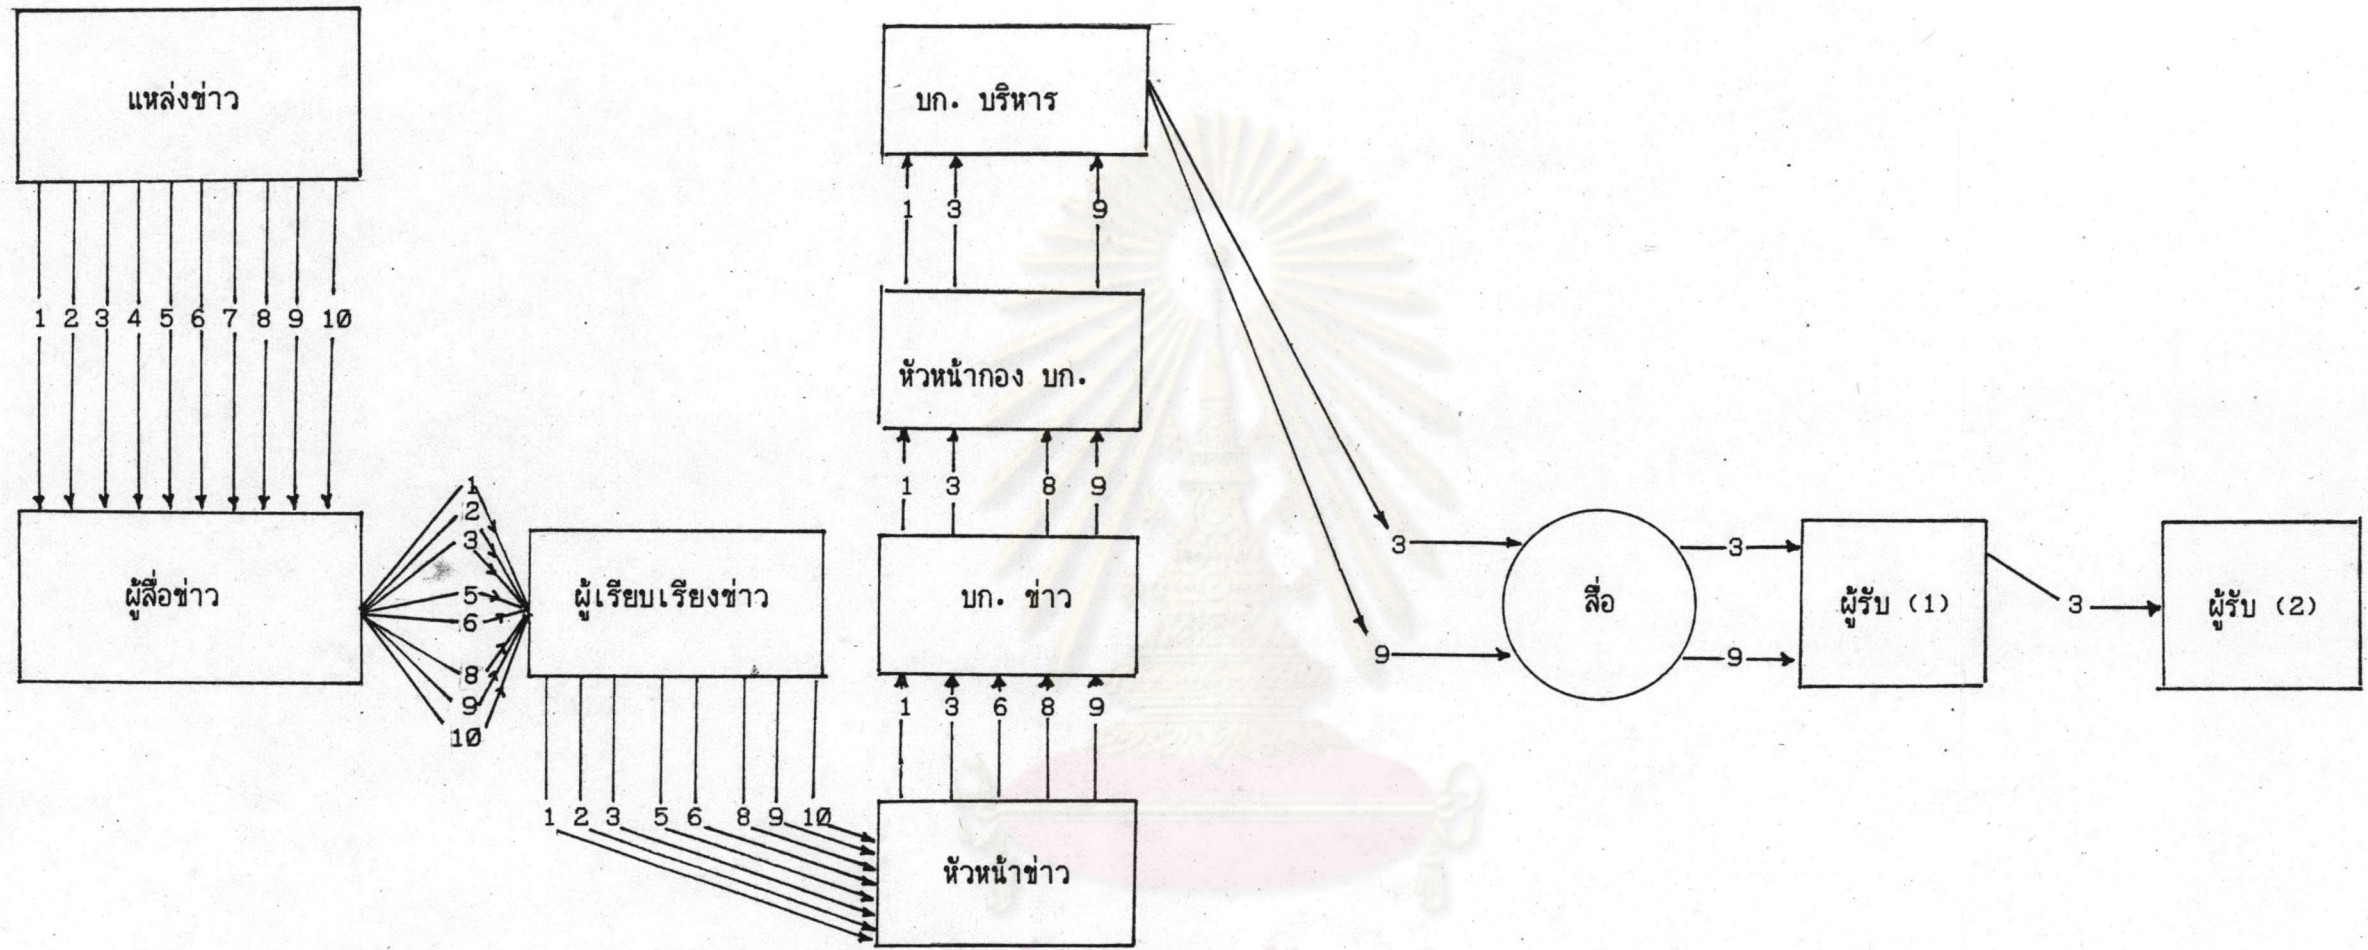 แหล่งข่าว
1 2 3 4 5 6 7 8 9 10
ผู้สื่อข่าว
1
2
3
5
6
8
9
10
ผู้เรียบเรียงข่าว
1 2 3 5 6 8 9 10
หัวหน้าข่าว
1 3 6 8 9
บก. ข่าว
1 3 8 9
หัวหน้ากอง บก.
1 3 9
บก. บริหาร
3
9
สื่อ
3
9
ผู้รับ (1)
3
ผู้รับ (2)